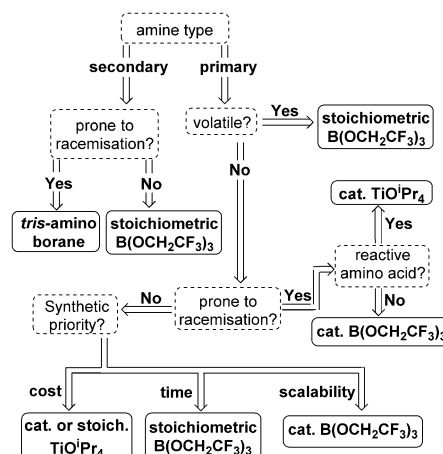 amine type
secondary
primary
prone to
racemisation?
volatile?
Yes
stoichiometric
B(OCH₂CF₃)₃
Yes
No
No
tris-amino
borane
stoichiometric
B(OCH₂CF₃)₃
cat. TiOⁱPr₄
Yes
reactive
amino acid?
No
cat. B(OCH₂CF₃)₃
prone to
racemisation?
Yes
No
Synthetic
priority?
cost
time
scalability
cat. or stoich.
TiOⁱPr₄
stoichiometric
B(OCH₂CF₃)₃
cat. B(OCH₂CF₃)₃